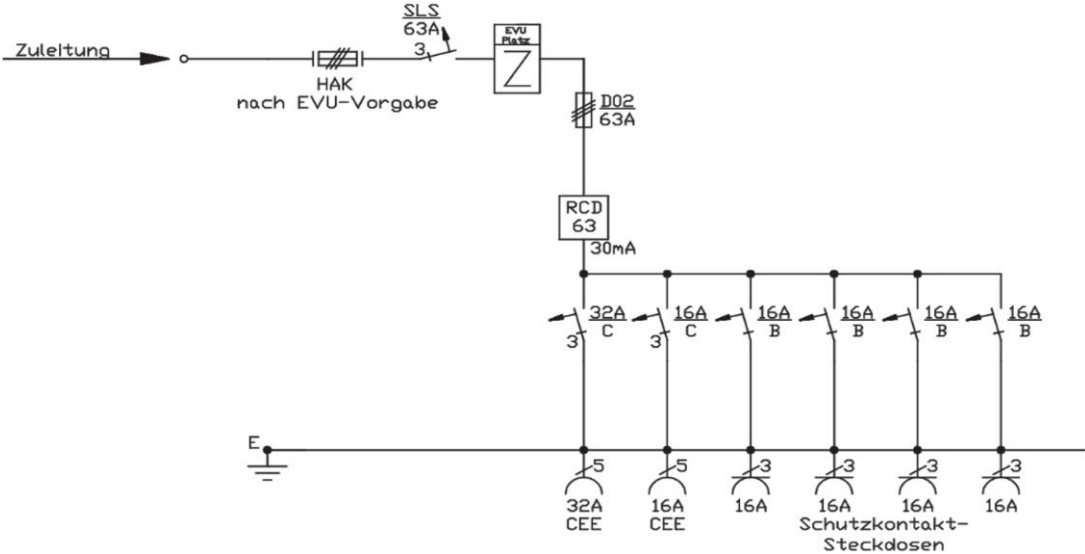 Zuleitung
HAK
nach EVU-Vorgabe
SLS
63A
3
EVU
Platz
Z
D02
63A
RCD
63
30mA
32A
C
3
16A
C
3
16A
B
16A
B
16A
B
16A
B
E
5
5
3
3
3
3
32A
CEE
16A
CEE
16A
16A
16A
16A
Schutzkontakt-
Steckdosen